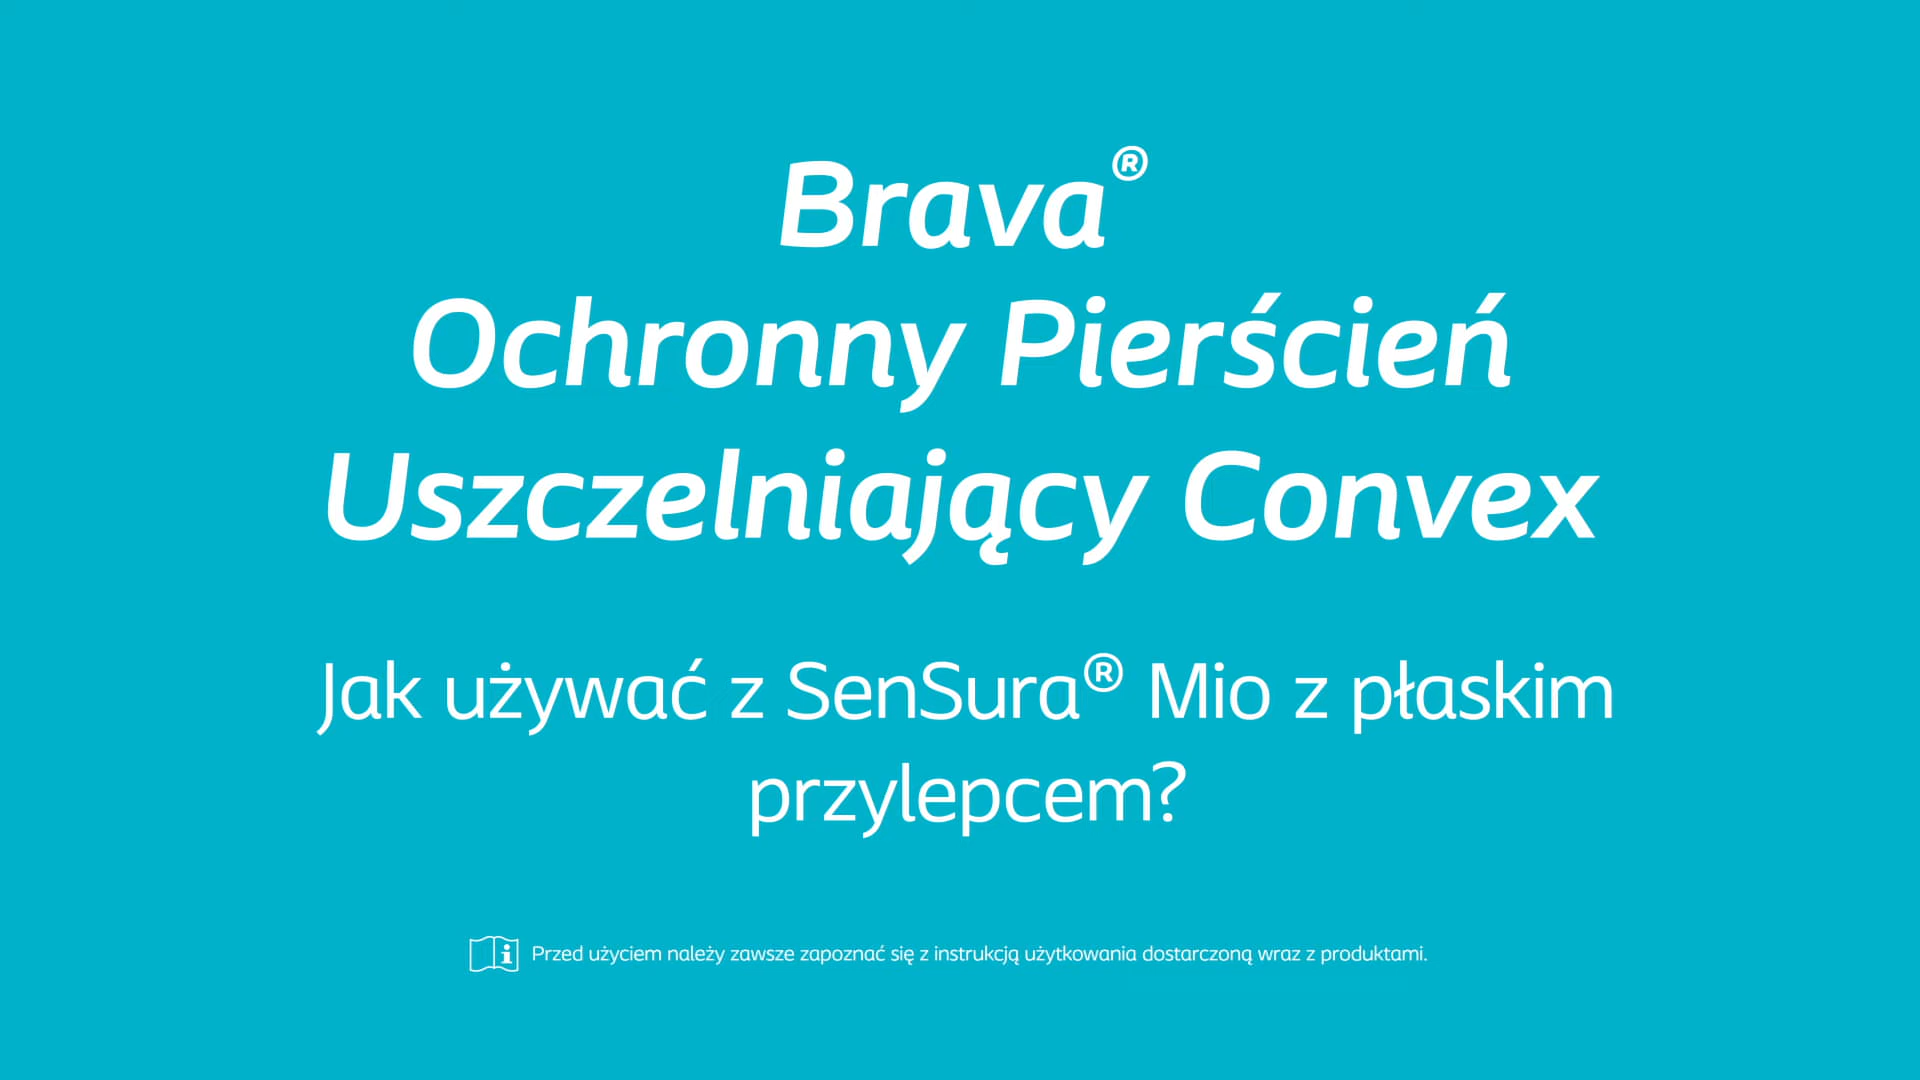 Brava®
Ochronny Pierścień
Uszczelniający Convex
Jak używać z SenSura® Mio z płaskim
przylepcem?
Przed użyciem należy zawsze zapoznać się z instrukcją użytkowania dostarczoną wraz z produktami.